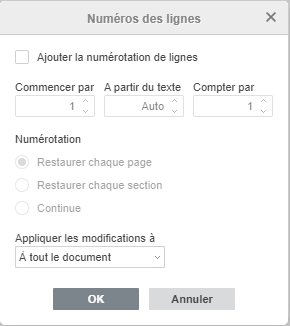 Numéros des lignes
Ajouter la numérotation de lignes
Commencer par A partir du texte Compter par
1 Auto 1
Numérotation
Restaurer chaque page
Restaurer chaque section
Continue
Appliquer les modifications à
À tout le document
OK Annuler